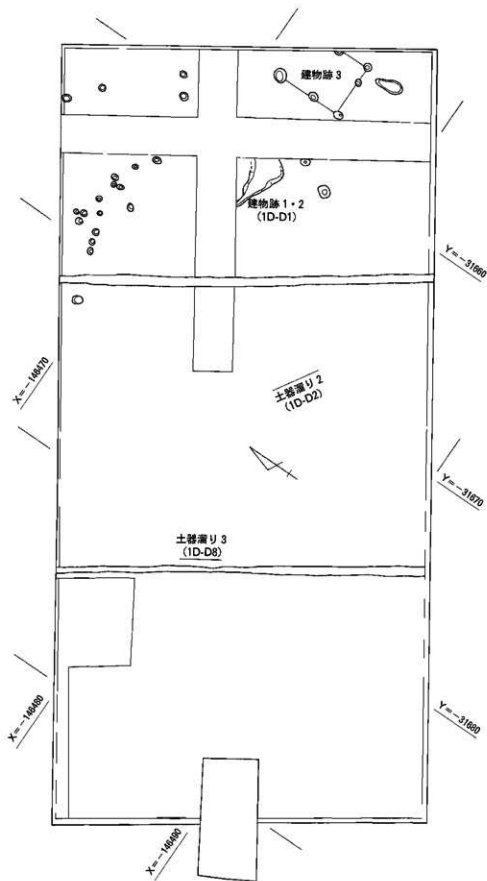 建物跡 3
建物跡 1・2
(1D-D1)
Y=-31660
X=-146470
土器溜り 2
(1D-D2)
Y=-31670
土器溜り 3
(1D-D8)
X=-146480
Y=-31680
X=-146490